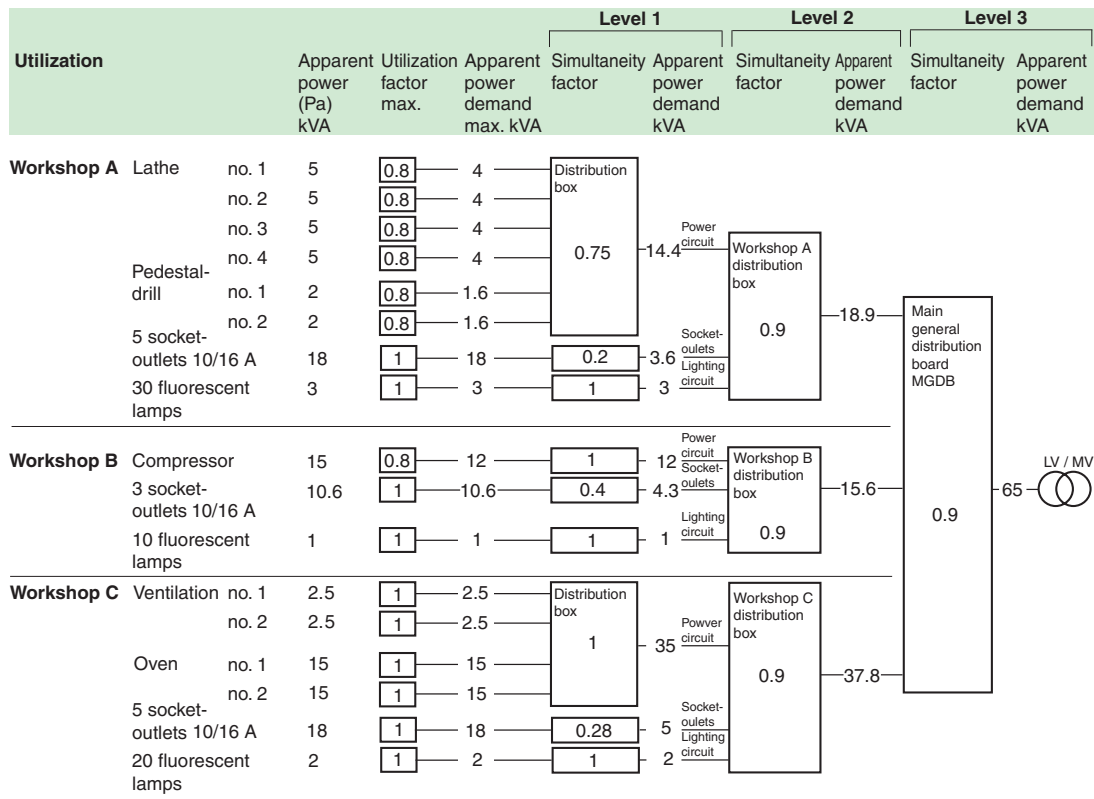 Level 1 Level 2 Level 3
Utilization Apparent Utilization Apparent Simultaneity Apparent Simultaneity Apparent Simultaneity Apparent
power factor power factor power factor power factor power
(Pa) max. demand demand demand demand
kVA max. kVA kVA kVA kVA
Workshop A Lathe no. 1 5 0.8 4 Distribution
box
no. 2 5 0.8 4
no. 3 5 0.8 4
no. 4 5 0.8 4
0.75 14.4 Power
circuit
Pedestal-
drill no. 1 2 0.8 1.6
no. 2 2 0.8 1.6
Workshop A
distribution
box
0.9 18.9
5 socket-
outlets 10/16 A 18 1 18 0.2 3.6 Socket-
oulets
30 fluorescent
lamps 3 1 3 1 3 Lighting
circuit
Main
general
distribution
board
MGDB
0.9 65 LV / MV
Workshop B Compressor 15 0.8 12 1 12 Power
circuit
3 socket-
outlets 10/16 A 10.6 1 10.6 0.4 4.3 Socket-
oulets
10 fluorescent
lamps 1 1 1 1 1 Lighting
circuit
Workshop B
distribution
box
0.9 15.6
Workshop C Ventilation no. 1 2.5 1 2.5 Distribution
box
no. 2 2.5 1 2.5
1 35 Powver
circuit
Oven no. 1 15 1 15
no. 2 15 1 15
Workshop C
distribution
box
0.9 37.8
5 socket-
outlets 10/16 A 18 1 18 0.28 5 Socket-
oulets
20 fluorescent
lamps 2 1 2 1 2 Lighting
circuit